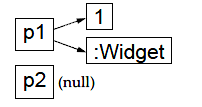 1
p1
:Widget
p2 (null)